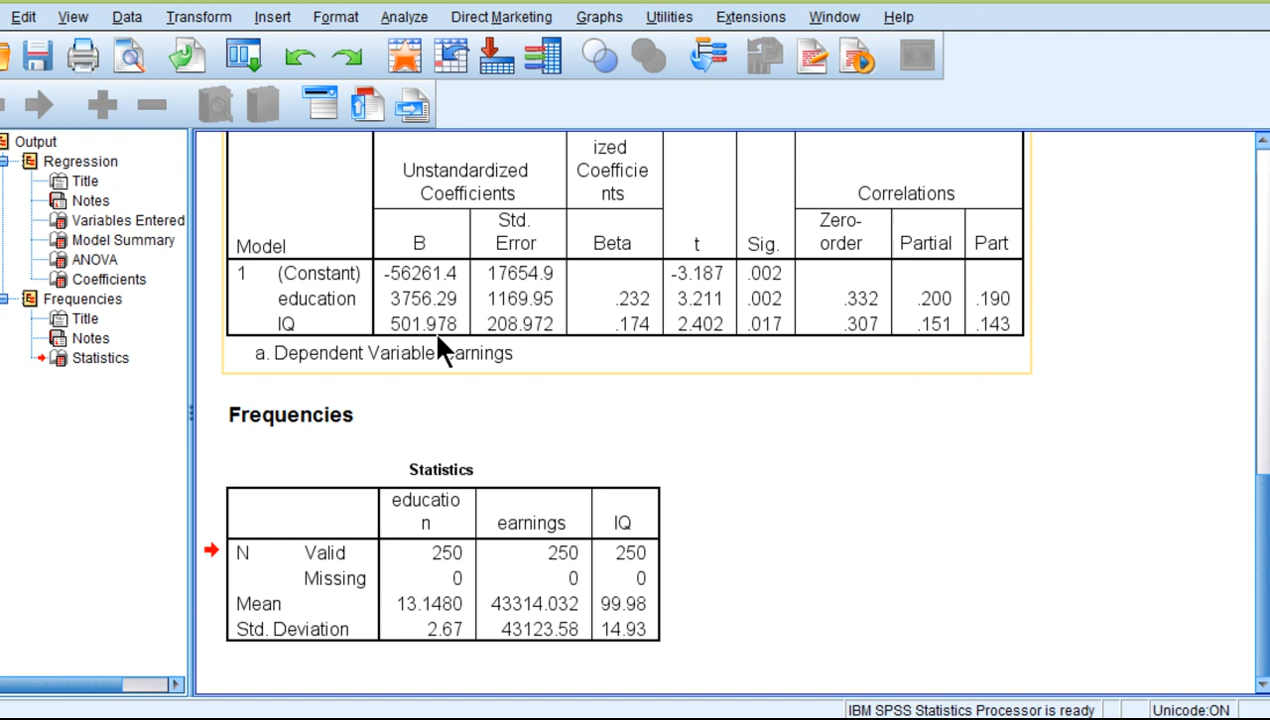 Edit View Data Transform Insert Format Analyze Direct Marketing Graphs Utilities Extensions Window Help
Output
Regression
Title
Notes
Variables Entered
Model Summary
ANOVA
Coefficients
Frequencies
Title
Notes
Statistics
Model Unstandardized Coefficients ized Coefficie nts t Sig. Correlations
B Std. Error Beta Zero-order Partial Part
1 (Constant) -56261.4 17654.9 -3.187 .002
education 3756.29 1169.95 .232 3.211 .002 .332 .200 .190
IQ 501.978 208.972 .174 2.402 .017 .307 .151 .143
a. Dependent Variable earnings
Frequencies
Statistics
educatio n earnings IQ
N Valid 250 250 250
Missing 0 0 0
Mean 13.1480 43314.032 99.98
Std. Deviation 2.67 43123.58 14.93
IBM SPSS Statistics Processor is ready Unicode:ON